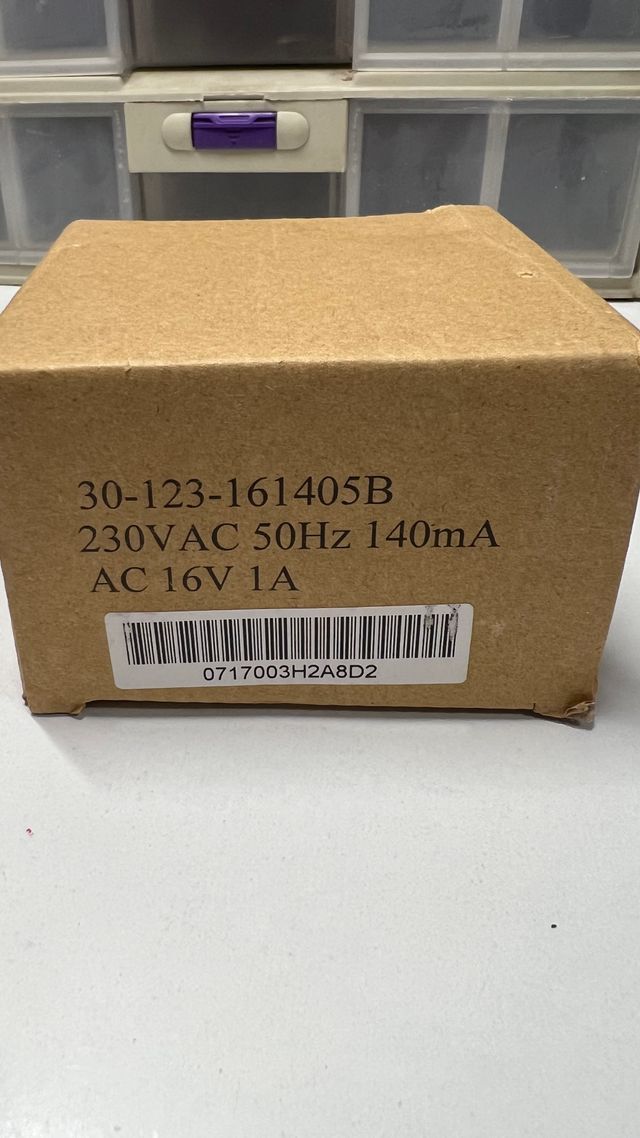 30-123-161405B
230VAC 50Hz 140mA
AC 16V 1A
0717003H2A8D2